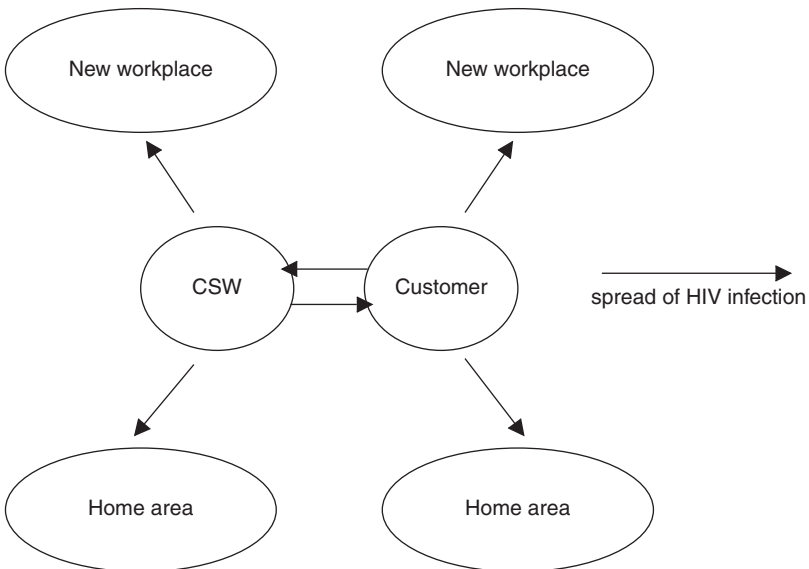 New workplace
New workplace
CSW
Customer
spread of HIV infection
Home area
Home area